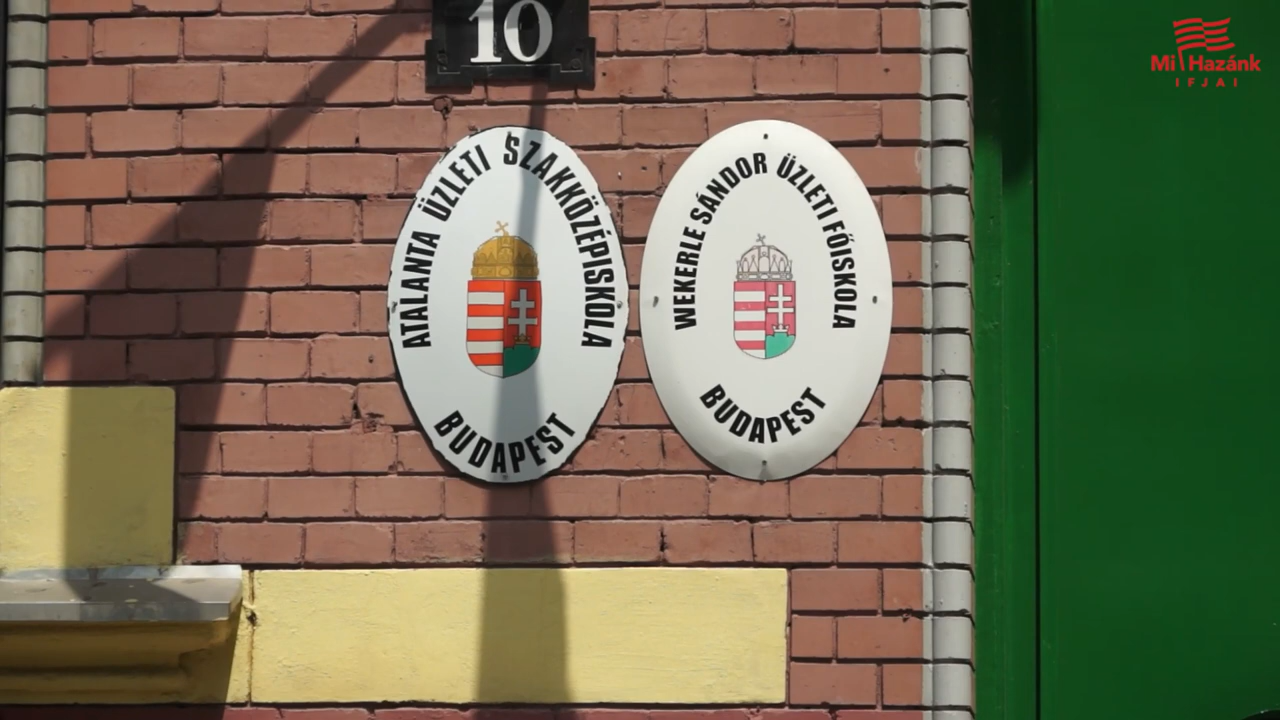 10
Mi Hazánk
IFJAI
ATALANTA ÜZLETI SZAKKÖZÉPISKOLA
BUDAPEST
WEKERLE SÁNDOR ÜZLETI FŐISKOLA
BUDAPEST